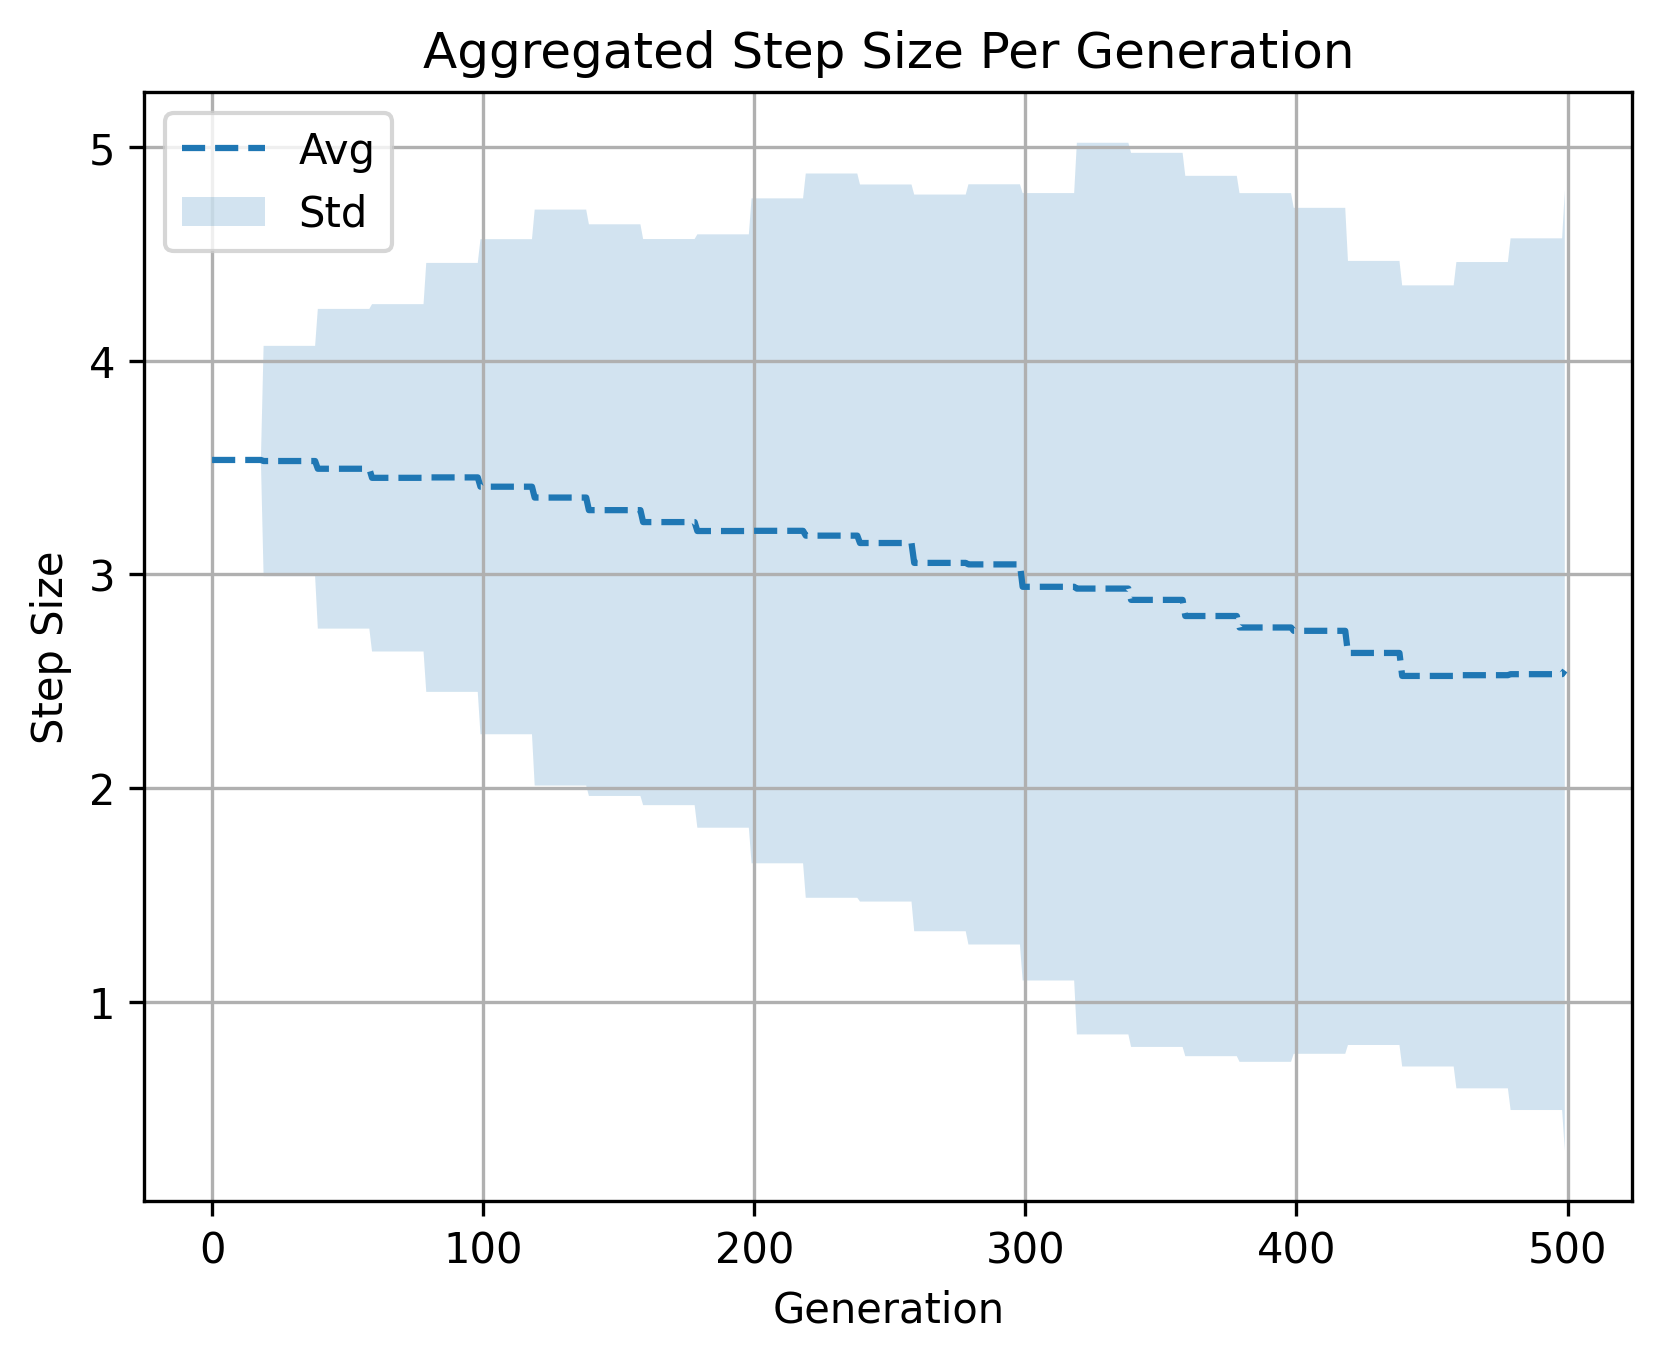 Aggregated Step Size Per Generation
Avg
Std
5
4
3
2
1
Step Size
0 100 200 300 400 500
Generation